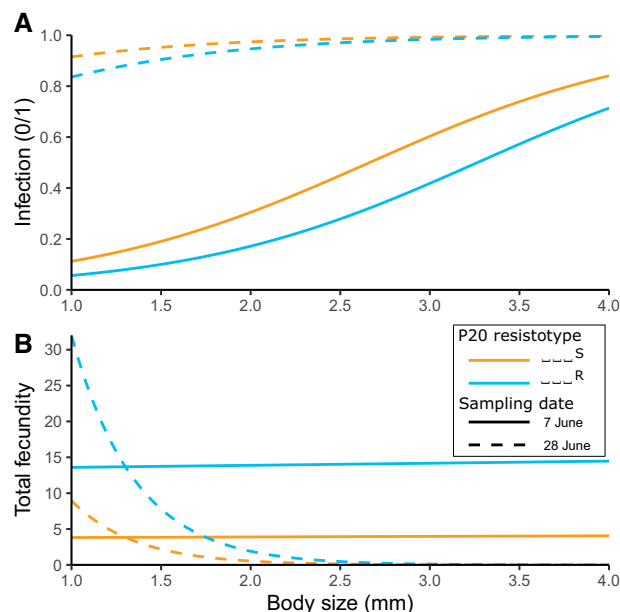 A
Infection (0/1)
1.0
0.8
0.6
0.4
0.2
0.0
1.0 1.5 2.0 2.5 3.0 3.5 4.0
B
Total fecundity
30
25
20
15
10
5
0
P20 resistotype
⎵⎵⎵S
⎵⎵⎵R
Sampling date
7 June
28 June
1.0 1.5 2.0 2.5 3.0 3.5 4.0
Body size (mm)